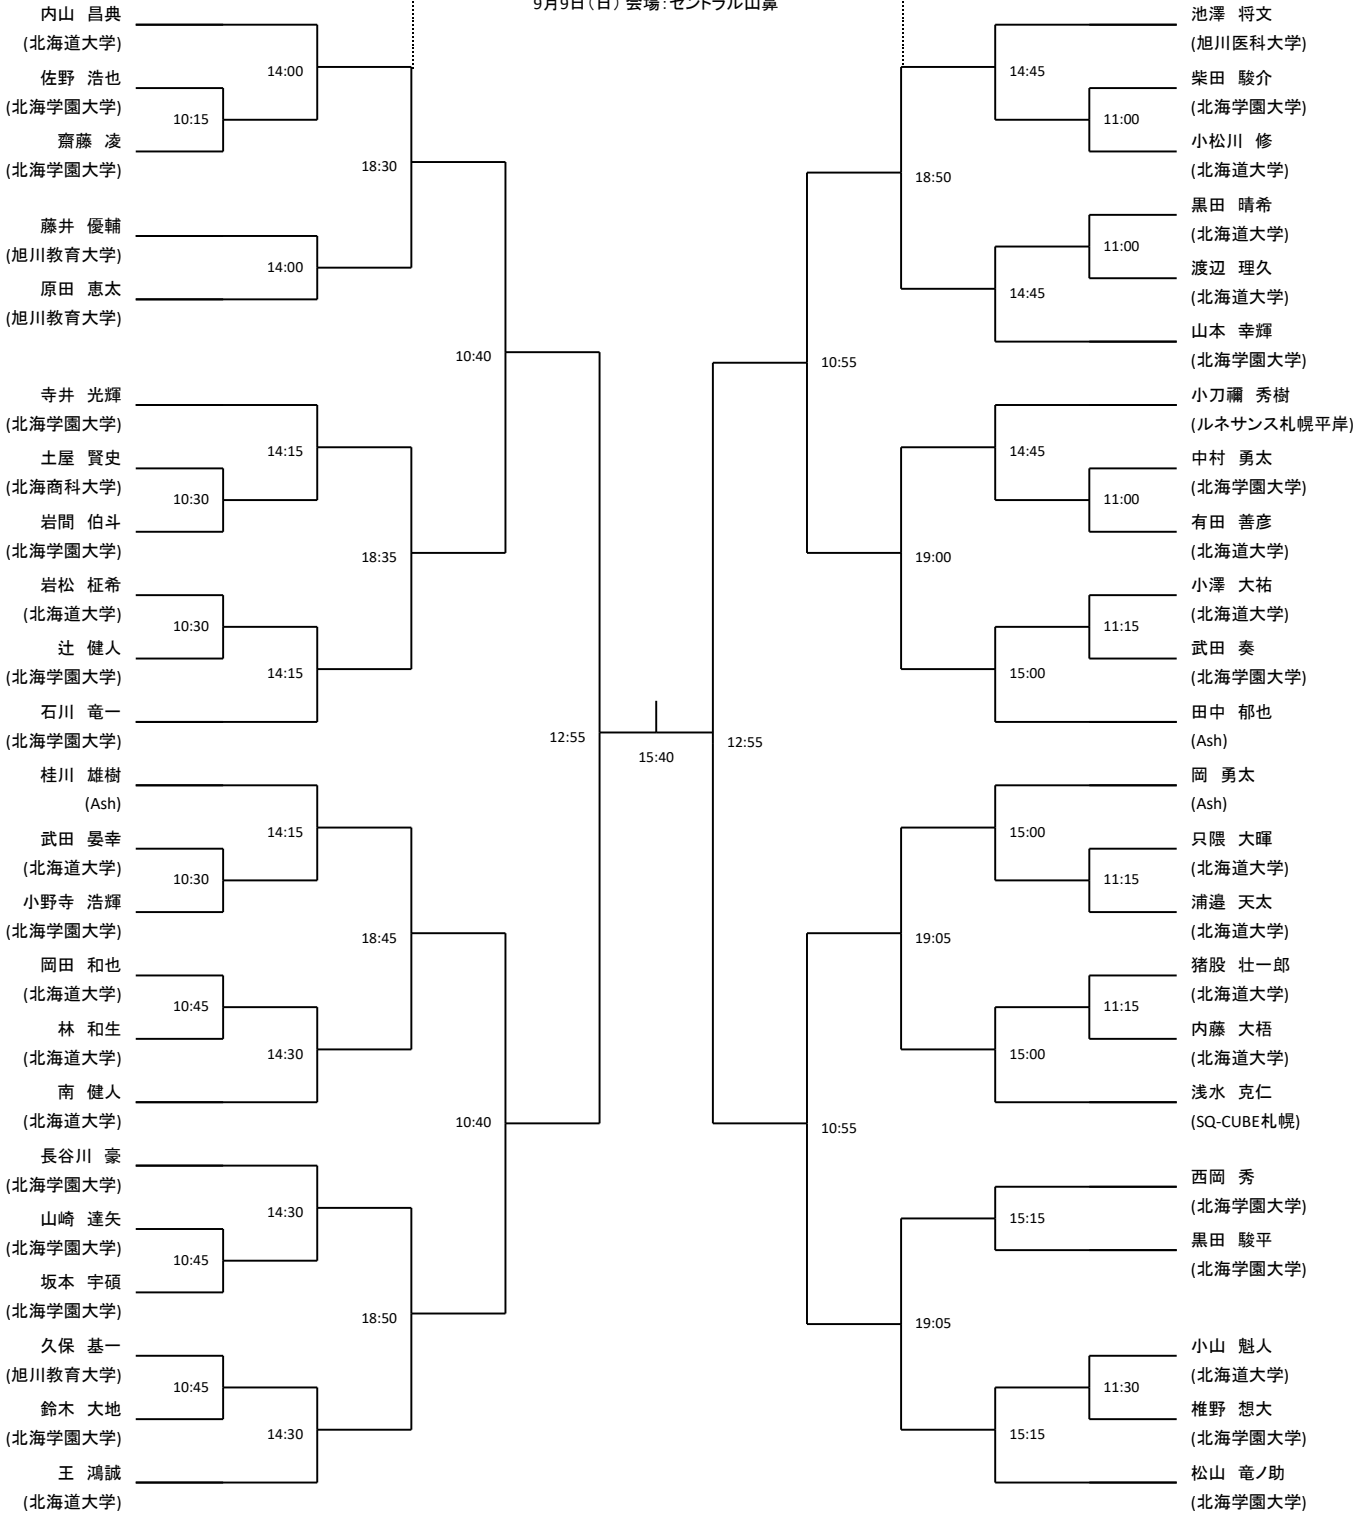 9月9日(日) 会場:セントラル山鼻
内山 昌典
(北海道大学)
佐野 浩也
(北海学園大学)
齋藤 凌
(北海学園大学)
藤井 優輔
(旭川教育大学)
原田 恵太
(旭川教育大学)
寺井 光輝
(北海学園大学)
土屋 賢史
(北海商科大学)
岩間 伯斗
(北海学園大学)
岩松 柾希
(北海道大学)
辻 健人
(北海学園大学)
石川 竜一
(北海学園大学)
桂川 雄樹
(Ash)
武田 晏幸
(北海道大学)
小野寺 浩輝
(北海学園大学)
岡田 和也
(北海道大学)
林 和生
(北海道大学)
南 健人
(北海道大学)
長谷川 豪
(北海学園大学)
山崎 達矢
(北海学園大学)
坂本 宇碩
(北海学園大学)
久保 基一
(旭川教育大学)
鈴木 大地
(北海学園大学)
王 鴻誠
(北海道大学)
10:15
10:30
10:30
10:30
10:45
10:45
10:45
14:00
14:00
14:15
14:15
14:15
14:30
14:30
14:30
18:30
18:35
18:45
18:50
10:40
10:40
12:55
15:40
12:55
10:55
10:55
18:50
19:00
19:05
19:05
14:45
14:45
14:45
15:00
15:00
15:00
15:15
15:15
11:00
11:00
11:00
11:15
11:15
11:15
11:30
池澤 将文
(旭川医科大学)
柴田 駿介
(北海学園大学)
小松川 修
(北海道大学)
黒田 晴希
(北海道大学)
渡辺 理久
(北海道大学)
山本 幸輝
(北海学園大学)
小刀禰 秀樹
(ルネサンス札幌平岸)
中村 勇太
(北海学園大学)
有田 善彦
(北海道大学)
小澤 大祐
(北海道大学)
武田 奏
(北海学園大学)
田中 郁也
(Ash)
岡 勇太
(Ash)
只隈 大暉
(北海道大学)
浦邉 天太
(北海道大学)
猪股 壮一郎
(北海道大学)
内藤 大梧
(北海道大学)
浅水 克仁
(SQ-CUBE札幌)
西岡 秀
(北海学園大学)
黒田 駿平
(北海学園大学)
小山 魁人
(北海道大学)
椎野 想大
(北海学園大学)
松山 竜ノ助
(北海学園大学)